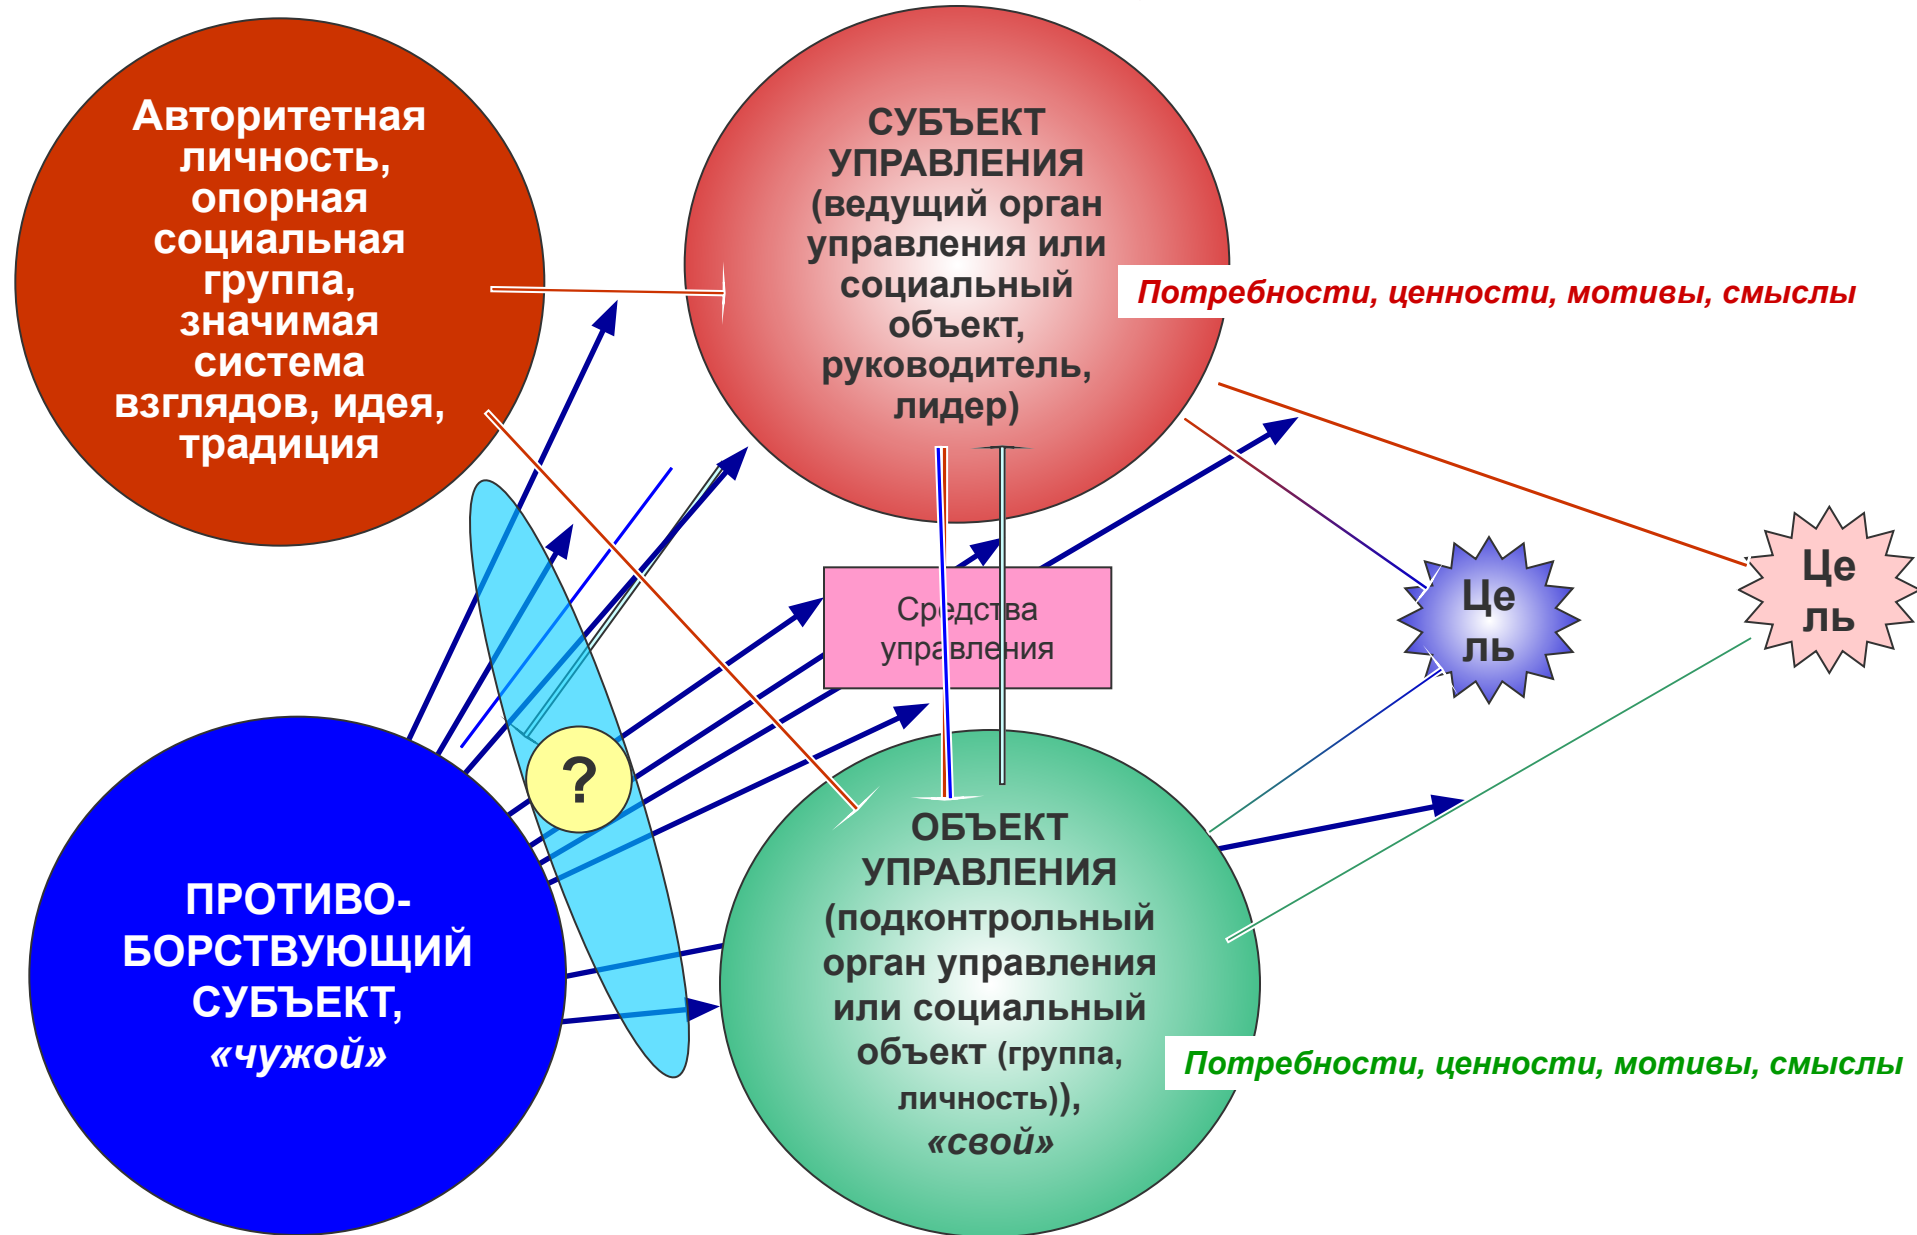 Авторитетная
личность,
опорная
социальная
группа,
значимая
система
взглядов, идея,
традиция
СУБЪЕКТ
УПРАВЛЕНИЯ
(ведущий орган
управления или
социальный
объект,
руководитель,
лидер)
Потребности, ценности, мотивы, смыслы
Средства
управления
Це
ль
Це
ль
?
ПРОТИВО-
БОРСТВУЮЩИЙ
СУБЪЕКТ,
«чужой»
ОБЪЕКТ
УПРАВЛЕНИЯ
(подконтрольный
орган управления
или социальный
объект (группа,
личность)),
«свой»
Потребности, ценности, мотивы, смыслы